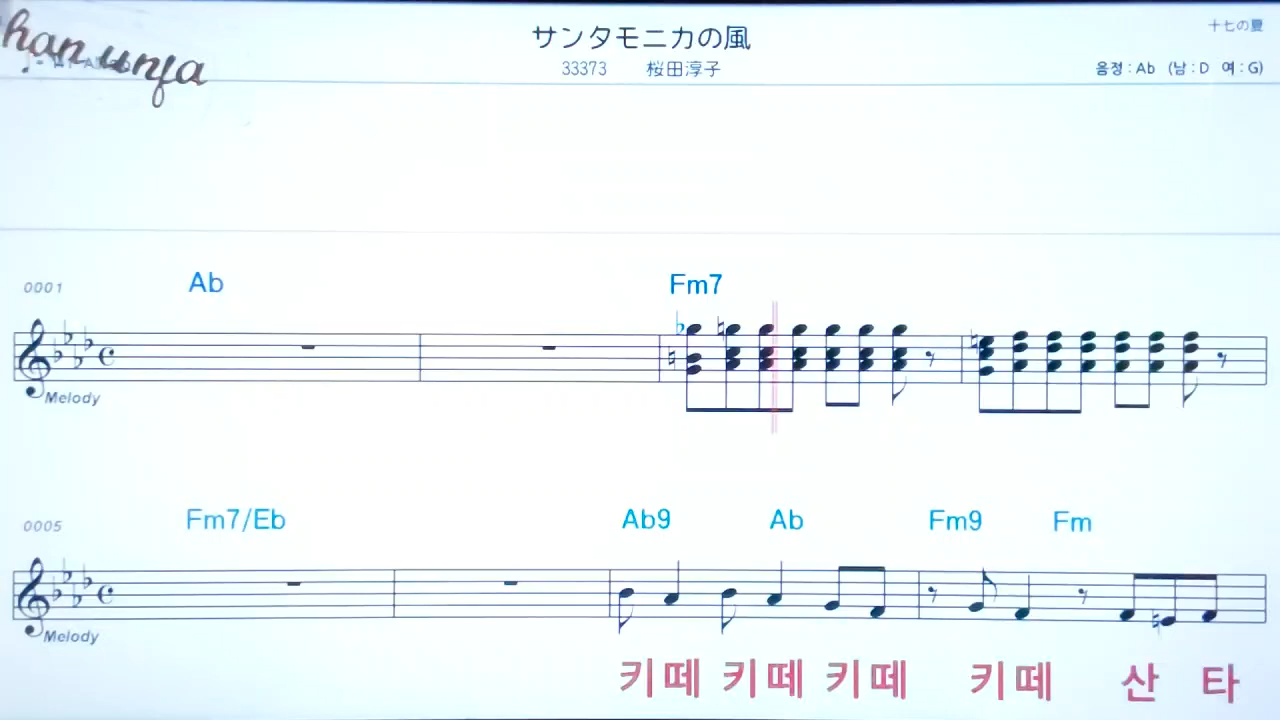 han unja
サンタモニカの風
十七の夏
33373 桜田淳子
음정 : Ab (남 : D 여 : G)
0001 Ab Fm7
Melody
0005 Fm7/Eb Ab9 Ab Fm9 Fm
Melody
키떼 키떼 키떼 키떼 산 타